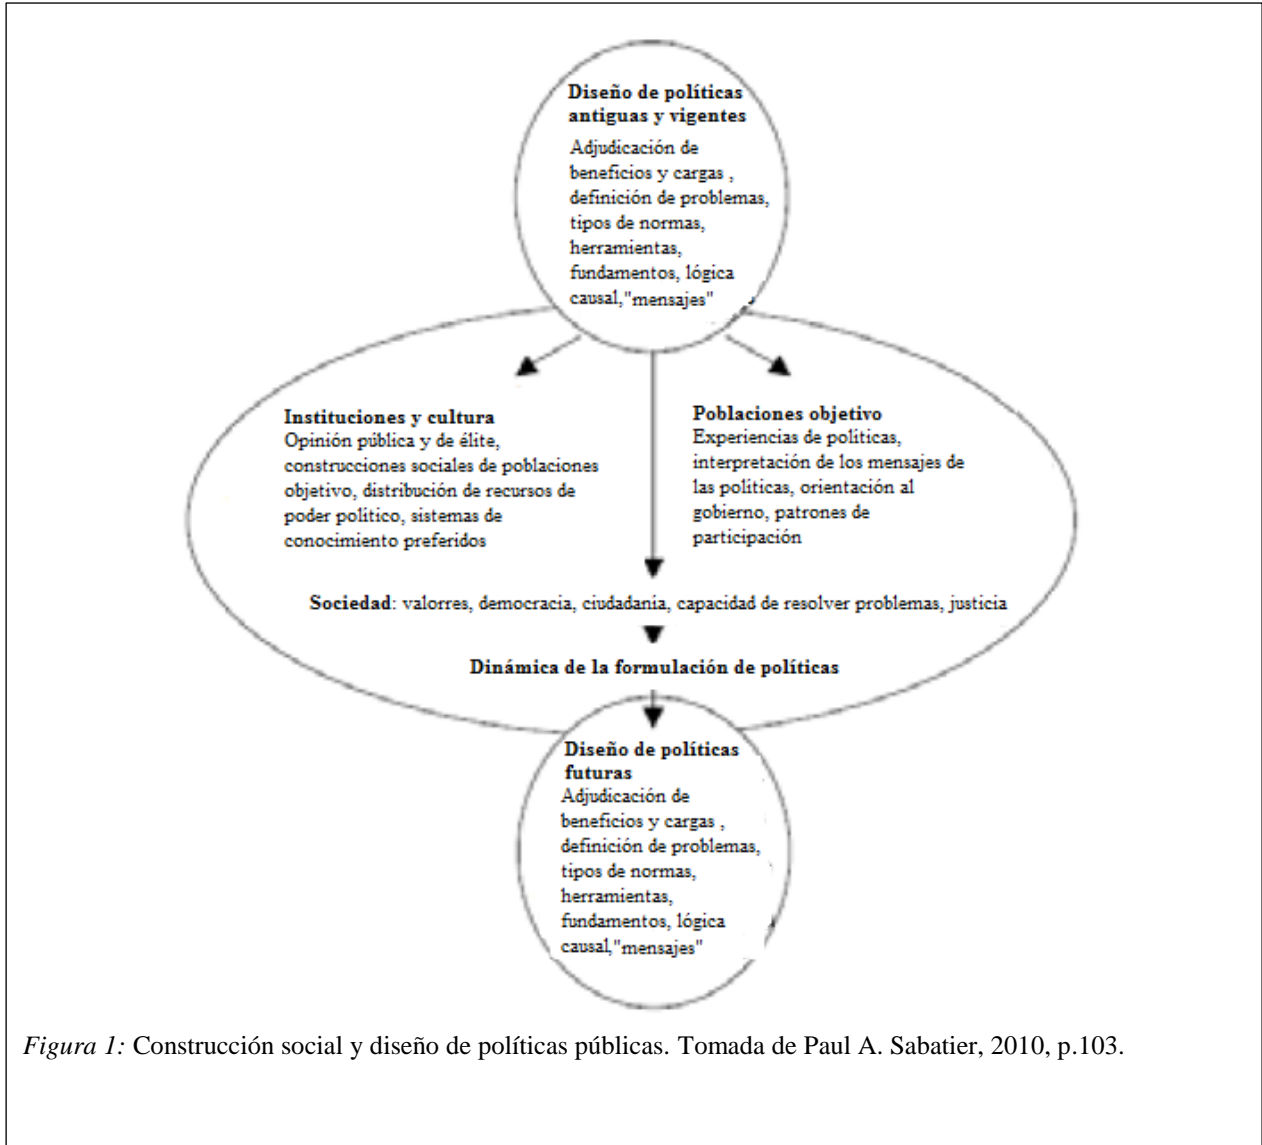 Diseño de políticas
antiguas y vigentes
Adjudicación de
beneficios y cargas ,
definición de problemas,
tipos de normas,
herramientas,
fundamentos, lógica
causal,"mensajes"
Instituciones y cultura
Opinión pública y de élite,
construcciones sociales de poblaciones
objetivo, distribución de recursos de
poder político, sistemas de
conocimiento preferidos
Poblaciones objetivo
Experiencias de políticas,
interpretación de los mensajes de
las políticas, orientación al
gobierno, patrones de
participación
Sociedad: valorres, democracia, ciudadania, capacidad de resolver problemas, justicia
Dinámica de la formulación de políticas
Diseño de políticas
futuras
Adjudicación de
beneficios y cargas ,
definición de problemas,
tipos de normas,
herramientas,
fundamentos, lógica
causal,"mensajes"
Figura 1: Construcción social y diseño de políticas públicas. Tomada de Paul A. Sabatier, 2010, p.103.